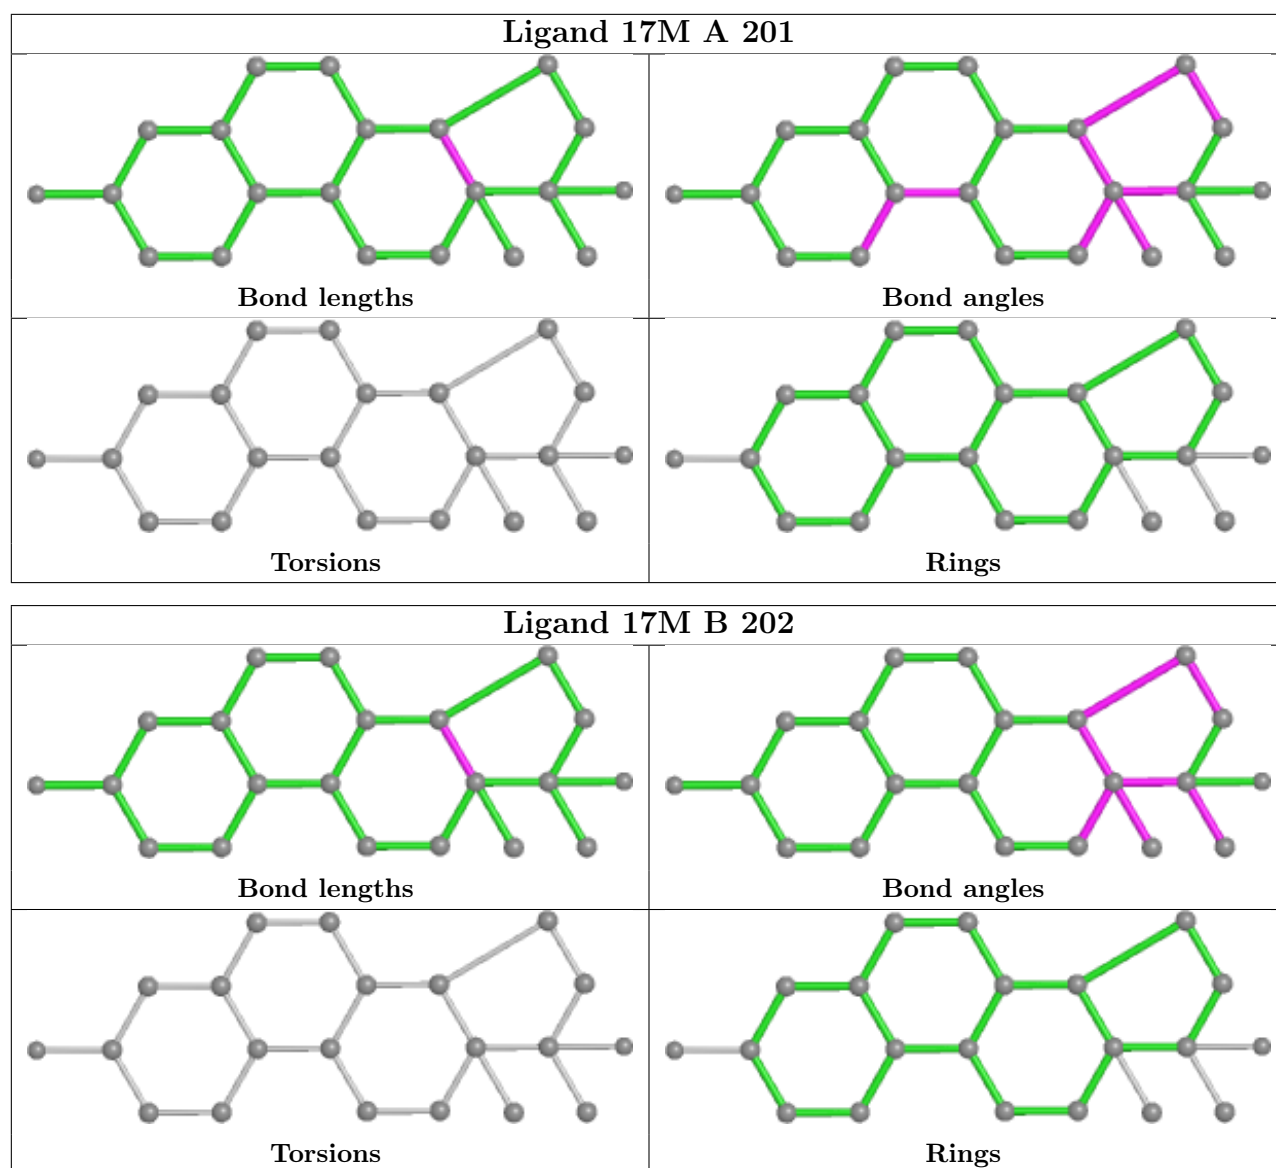 Ligand 17M A 201
Bond lengths
Bond angles
Torsions
Rings
Ligand 17M B 202
Bond lengths
Bond angles
Torsions
Rings